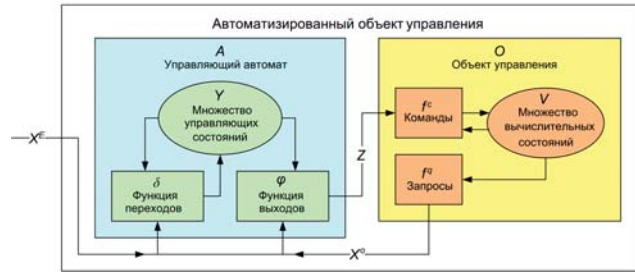 Автоматизированный объект управления
A
Управляющий автомат
Y
Множество
управляющих
состояний
δ
Функция
переходов
φ
Функция
выходов
Z
O
Объект управления
f c
Команды
V
Множество
вычислительных
состояний
f q
Запросы
X E
X o